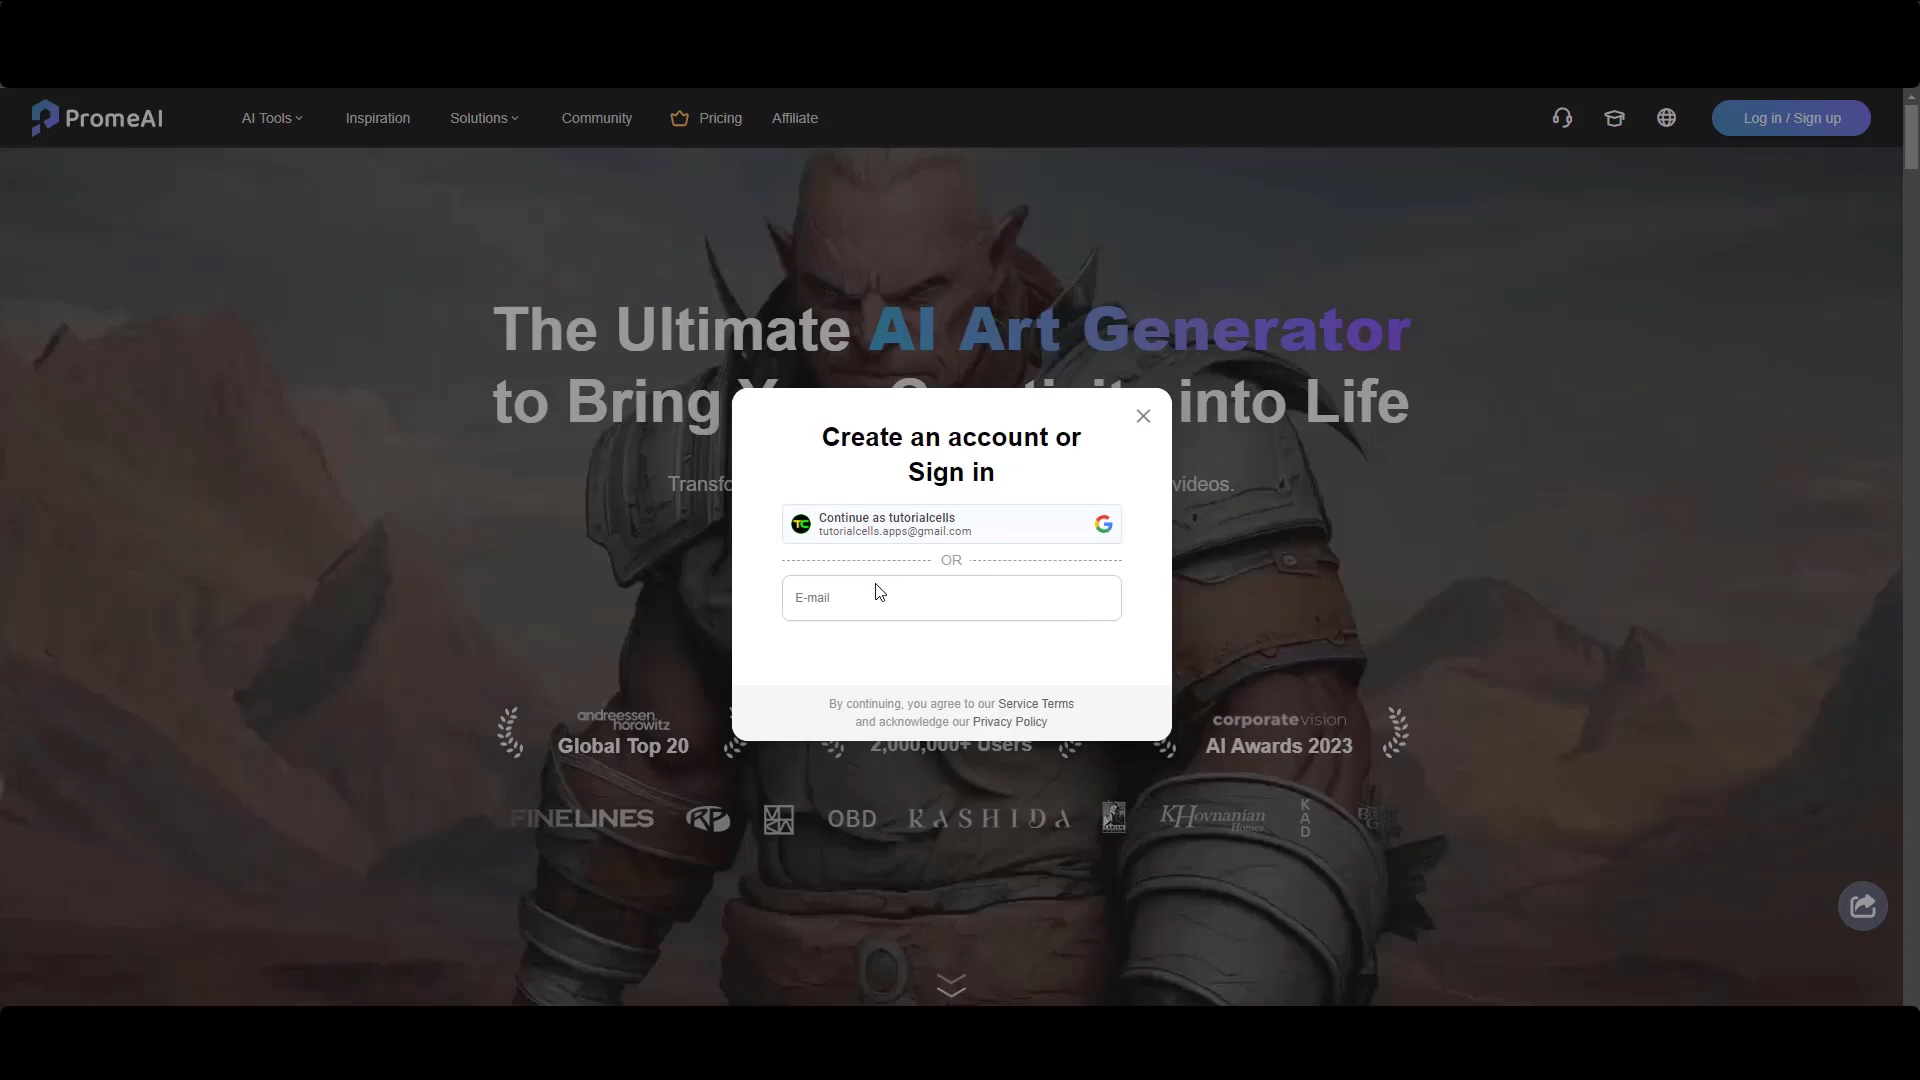 PromeAI
AI Tools
Inspiration
Solutions
Community
Pricing
Affiliate
Log in / Sign up
The Ultimate AI Art Generator
to Bring
into Life
videos.
Create an account or
Sign in
TC
Continue as tutorialcells
tutorialcells.apps@gmail.com
OR
E-mail
By continuing, you agree to our Service Terms
and acknowledge our Privacy Policy
andreessen.
horowitz
Global Top 20
2,000,000+ Users
corporatevision
AI Awards 2023
FINELINES
RP
OBD
KASHIDA
KHovnanian
Homes
KAD